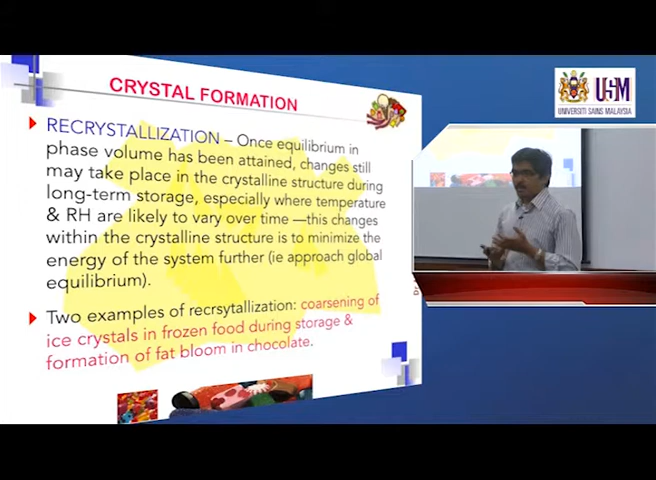 CRYSTAL FORMATION
RECRYSTALLIZATION – Once equilibrium in
phase volume has been attained, changes still
may take place in the crystalline structure during
long-term storage, especially where temperature
& RH are likely to vary over time —this changes
within the crystalline structure is to minimize the
energy of the system further (ie approach global
equilibrium).
Two examples of recrsytallization: coarsening of
ice crystals in frozen food during storage &
formation of fat bloom in chocolate.
USM
UNIVERSITI SAINS MALAYSIA